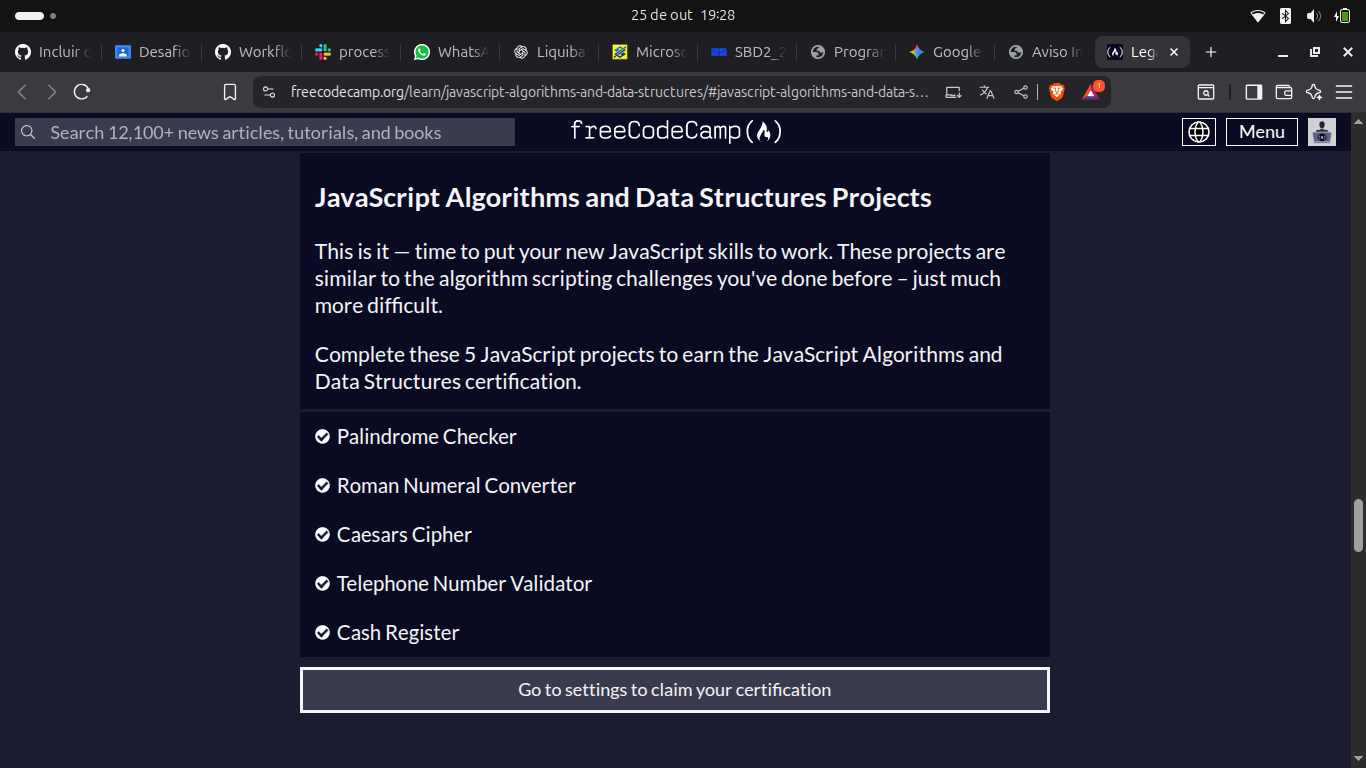 25 de out 19:28
Incluir
Desafio
Workflo
process
WhatsA
Liquiba
Microso
SBD2_2
Program
Google
Aviso In
Leg
freecodecamp.org/learn/javascript-algorithms-and-data-structures/#javascript-algorithms-and-data-s...
1
Search 12,100+ news articles, tutorials, and books
freeCodeCamp
Menu
JavaScript Algorithms and Data Structures Projects
This is it — time to put your new JavaScript skills to work. These projects are
similar to the algorithm scripting challenges you've done before – just much
more difficult.
Complete these 5 JavaScript projects to earn the JavaScript Algorithms and
Data Structures certification.
Palindrome Checker
Roman Numeral Converter
Caesars Cipher
Telephone Number Validator
Cash Register
Go to settings to claim your certification